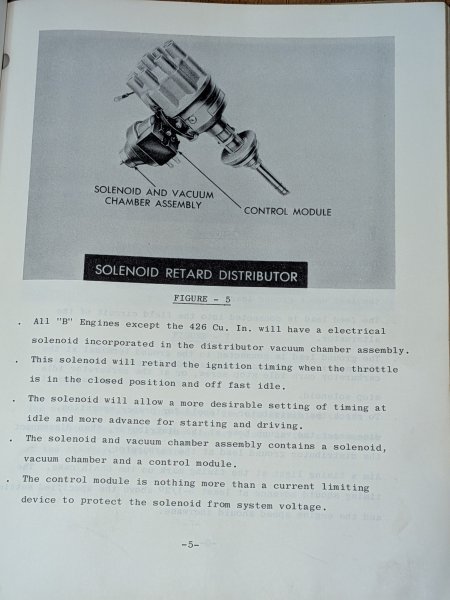 SOLENOID AND VACUUM
CHAMBER ASSEMBLY
CONTROL MODULE
SOLENOID RETARD DISTRIBUTOR
FIGURE - 5
. All "B" Engines except the 426 Cu. In. will have a electrical
solenoid incorporated in the distributor vacuum chamber assembly.
. This solenoid will retard the ignition timing when the throttle
is in the closed position and off fast idle.
. The solenoid will allow a more desirable setting of timing at
idle and more advance for starting and driving.
. The solenoid and vacuum chamber assembly contains a solenoid,
vacuum chamber and a control module.
. The control module is nothing more than a current limiting
device to protect the solenoid from system voltage.
-5-